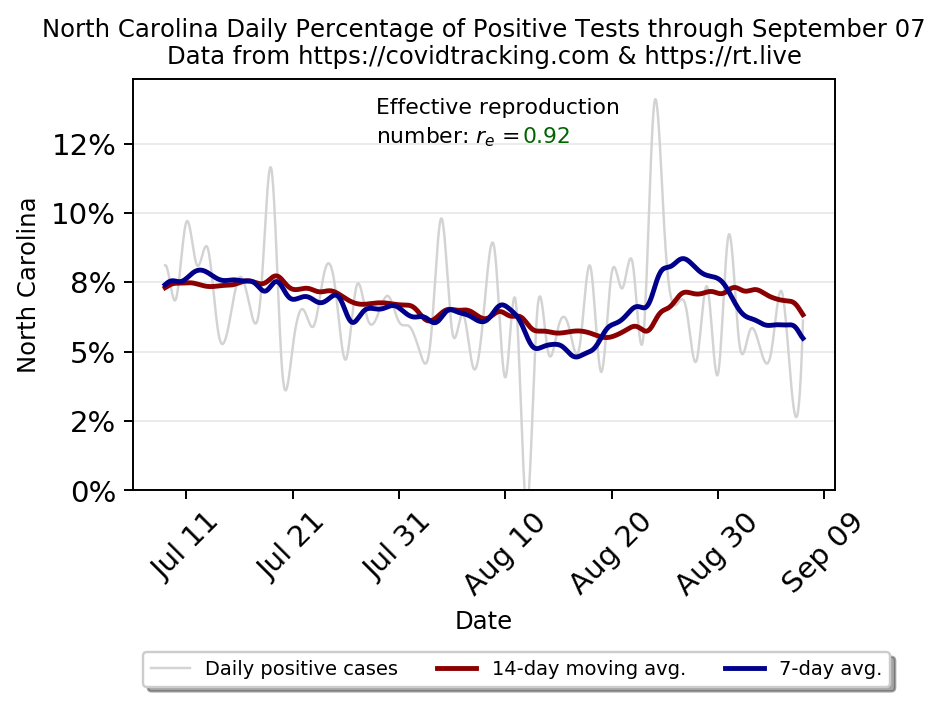 North Carolina Daily Percentage of Positive Tests through September 07
Data from https://covidtracking.com & https://rt.live
Effective reproduction
number: rₑ =0.92
North Carolina
12%
10%
8%
5%
2%
0%
Jul 11
Jul 21
Jul 31
Aug 10
Aug 20
Aug 30
Sep 09
Date
Daily positive cases
14-day moving avg.
7-day avg.